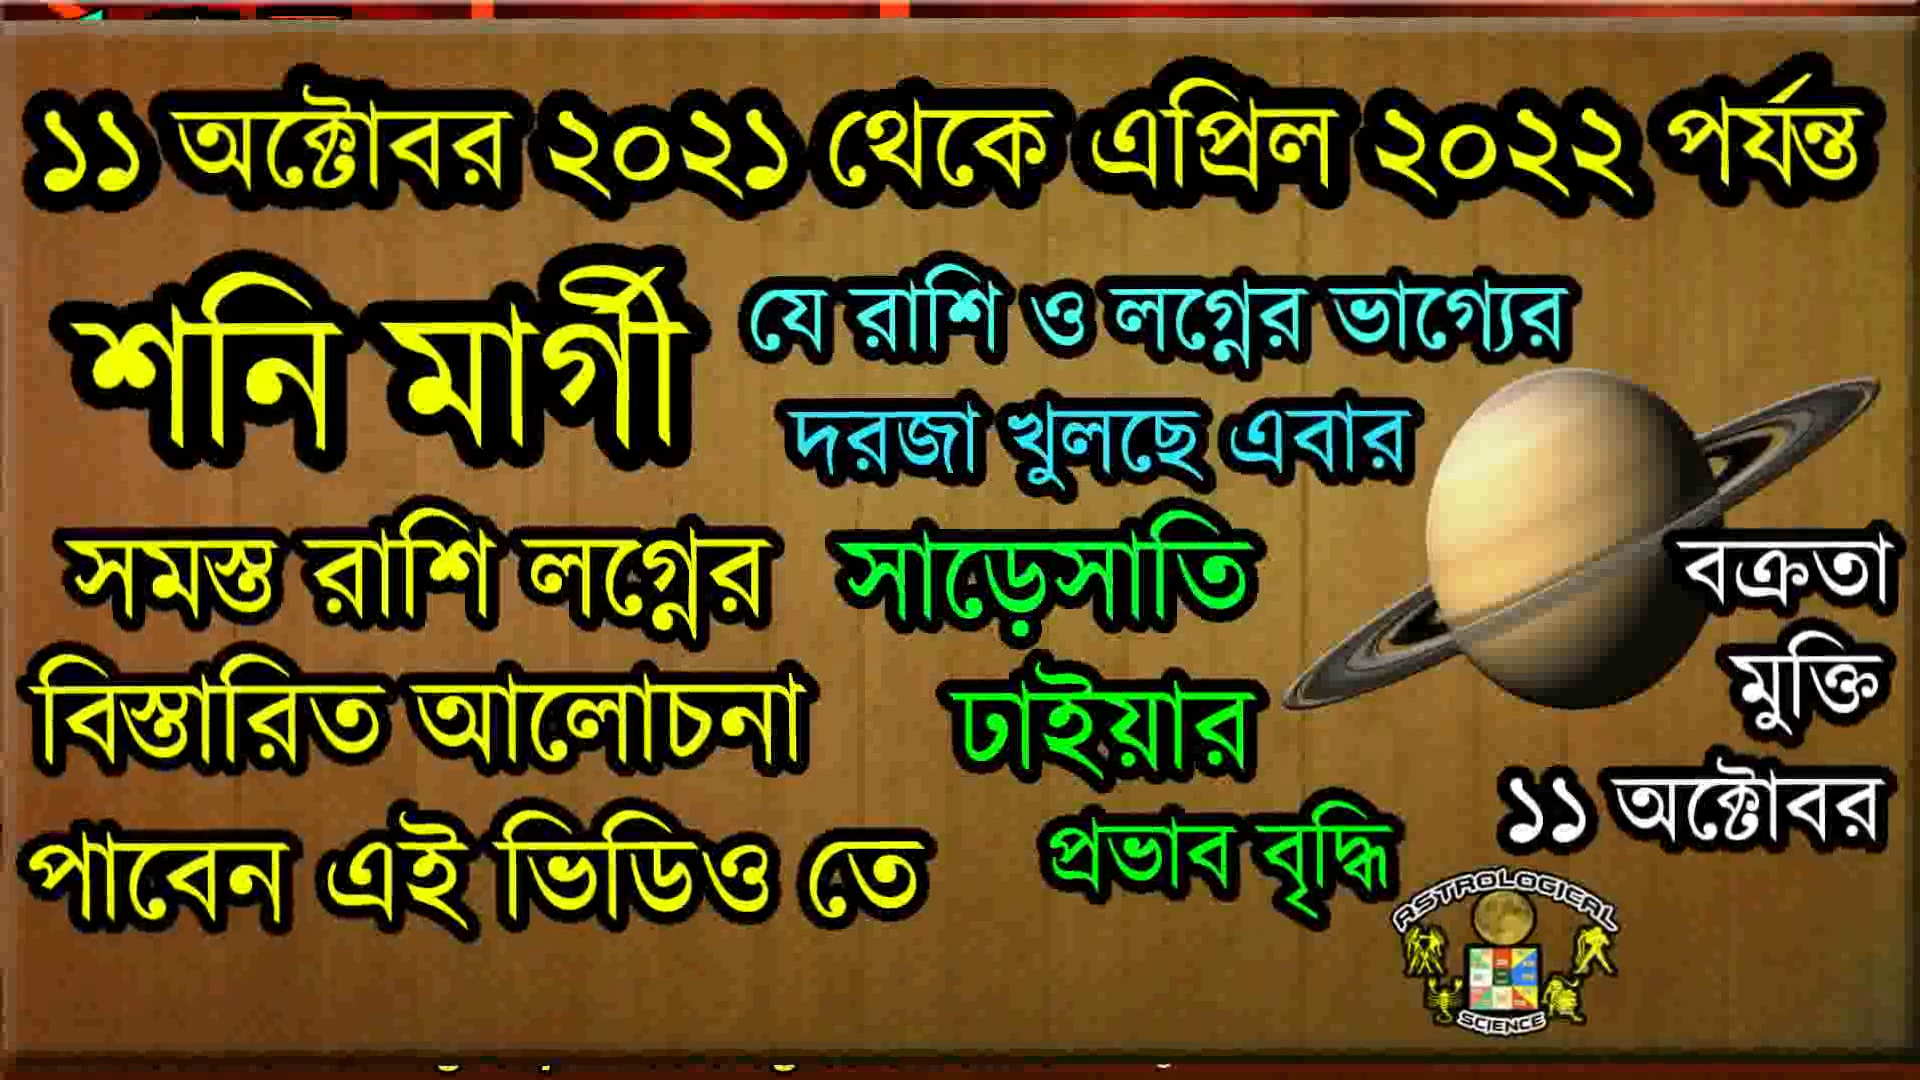 ১১ অক্টোবর ২০২১ থেকে এপ্রিল ২০২২ পর্যন্ত
শনি মার্গী
যে রাশি ও লগ্নের ভাগ্যের
দরজা খুলছে এবার
সমস্ত রাশি লগ্নের
বিস্তারিত আলোচনা
পাবেন এই ভিডিও তে
সাড়েসাতি
ঢাইয়ার
প্রভাব বৃদ্ধি
বক্রতা
মুক্তি
১১ অক্টোবর
ASTROLOGICAL
SCIENCE